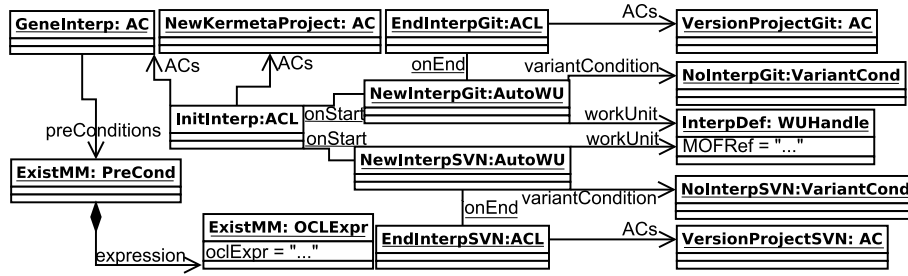 GeneInterp: AC
NewKermetaProject: AC
EndInterpGit:ACL
ACs
VersionProjectGit: AC
ACs
ACs
onEnd
variantCondition
NoInterpGit:VariantCond
NewInterpGit:AutoWU
InitInterp:ACL
onStart
workUnit
InterpDef: WUHandle
MOFRef = "..."
preConditions
onStart
workUnit
NewInterpSVN:AutoWU
ExistMM: PreCond
NoInterpSVN:VariantCond
variantCondition
onEnd
ExistMM: OCLExpr
oclExpr = "..."
expression
EndInterpSVN:ACL
ACs
VersionProjectSVN: AC